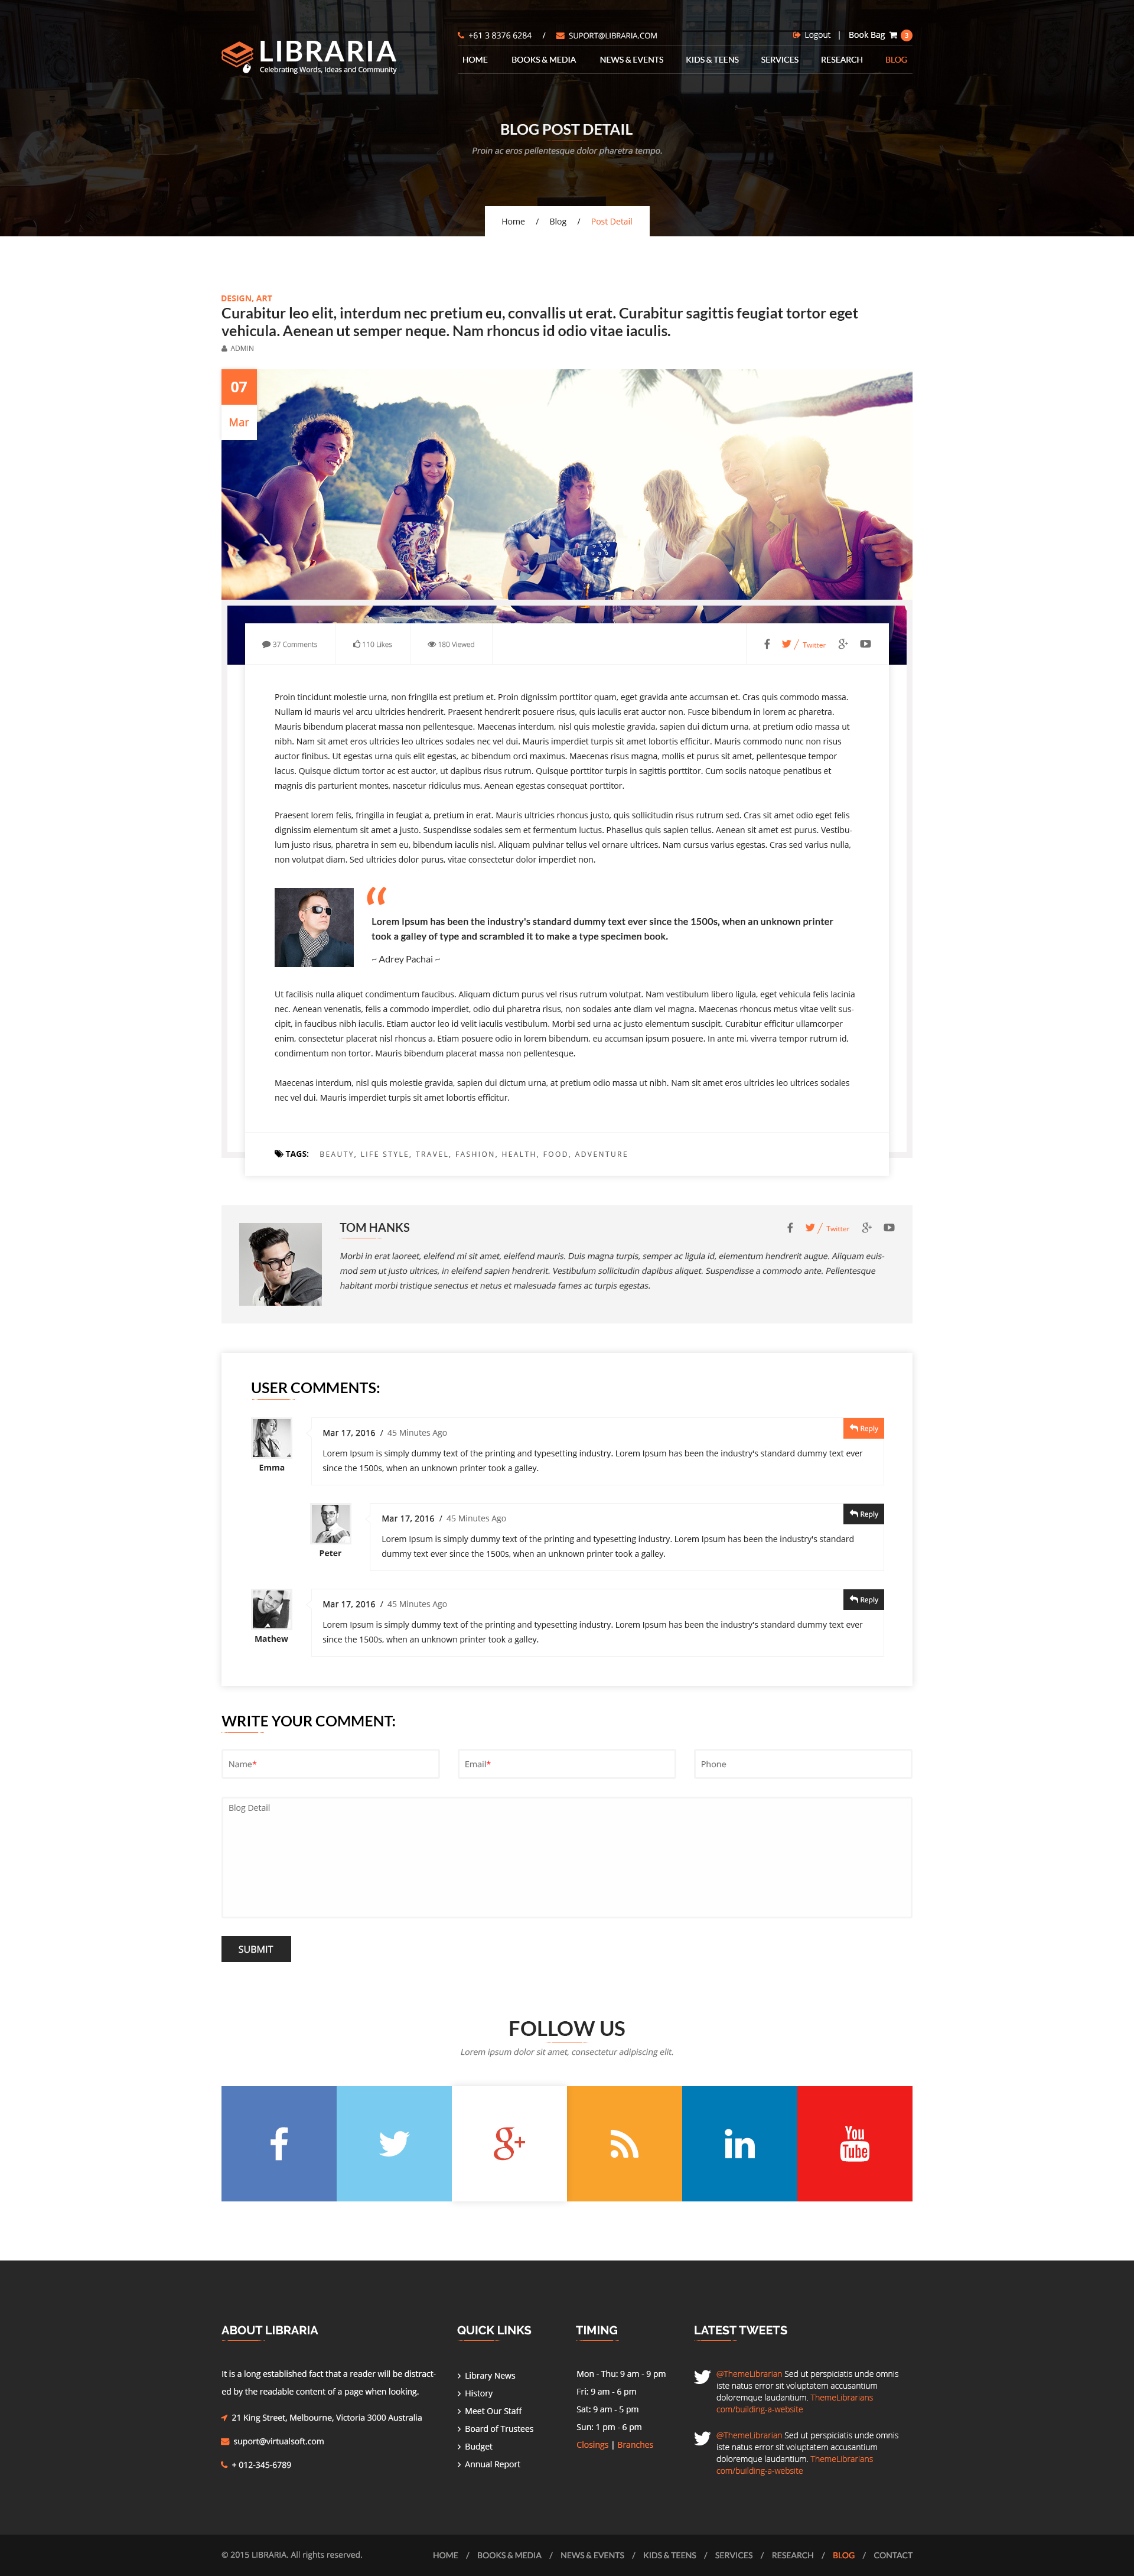 +61 3 8376 6284 / SUPORT@LIBRARIA.COM
Logout | Book Bag 3
LIBRARIA
Celebrating Words, Ideas and Community
HOME BOOKS & MEDIA NEWS & EVENTS KIDS & TEENS SERVICES RESEARCH BLOG
BLOG POST DETAIL
Proin ac eros pellentesque dolor pharetra tempo.
Home / Blog / Post Detail
DESIGN, ART
Curabitur leo elit, interdum nec pretium eu, convallis ut erat. Curabitur sagittis feugiat tortor eget
vehicula. Aenean ut semper neque. Nam rhoncus id odio vitae iaculis.
ADMIN
07
Mar
37 Comments 110 Likes 180 Viewed / Twitter
Proin tincidunt molestie urna, non fringilla est pretium et. Proin dignissim porttitor quam, eget gravida ante accumsan et. Cras quis commodo massa.
Nullam id mauris vel arcu ultricies hendrerit. Praesent hendrerit posuere risus, quis iaculis erat auctor non. Fusce bibendum in lorem ac pharetra.
Mauris bibendum placerat massa non pellentesque. Maecenas interdum, nisl quis molestie gravida, sapien dui dictum urna, at pretium odio massa ut
nibh. Nam sit amet eros ultricies leo ultrices sodales nec vel dui. Mauris imperdiet turpis sit amet lobortis efficitur. Mauris commodo nunc non risus
auctor finibus. Ut egestas urna quis elit egestas, ac bibendum orci maximus. Maecenas risus magna, mollis et purus sit amet, pellentesque tempor
lacus. Quisque dictum tortor ac est auctor, ut dapibus risus rutrum. Quisque porttitor turpis in sagittis porttitor. Cum sociis natoque penatibus et
magnis dis parturient montes, nascetur ridiculus mus. Aenean egestas consequat porttitor.
Praesent lorem felis, fringilla in feugiat a, pretium in erat. Mauris ultricies rhoncus justo, quis sollicitudin risus rutrum sed. Cras sit amet odio eget felis
dignissim elementum sit amet a justo. Suspendisse sodales sem et fermentum luctus. Phasellus quis sapien tellus. Aenean sit amet est purus. Vestibu-
lum justo risus, pharetra in sem eu, bibendum iaculis nisl. Aliquam pulvinar tellus vel ornare ultrices. Nam cursus varius egestas. Cras sed varius nulla,
non volutpat diam. Sed ultricies dolor purus, vitae consectetur dolor imperdiet non.
“
Lorem Ipsum has been the industry's standard dummy text ever since the 1500s, when an unknown printer
took a galley of type and scrambled it to make a type specimen book.
~ Adrey Pachai ~
Ut facilisis nulla aliquet condimentum faucibus. Aliquam dictum purus vel risus rutrum volutpat. Nam vestibulum libero ligula, eget vehicula felis lacinia
nec. Aenean venenatis, felis a commodo imperdiet, odio dui pharetra risus, non sodales ante diam vel magna. Maecenas rhoncus metus vitae velit sus-
cipit, in faucibus nibh iaculis. Etiam auctor leo id velit iaculis vestibulum. Morbi sed urna ac justo elementum suscipit. Curabitur efficitur ullamcorper
enim, consectetur placerat nisl rhoncus a. Etiam posuere odio in lorem bibendum, eu accumsan ipsum posuere. In ante mi, viverra tempor rutrum id,
condimentum non tortor. Mauris bibendum placerat massa non pellentesque.
Maecenas interdum, nisl quis molestie gravida, sapien dui dictum urna, at pretium odio massa ut nibh. Nam sit amet eros ultricies leo ultrices sodales
nec vel dui. Mauris imperdiet turpis sit amet lobortis efficitur.
TAGS: BEAUTY, LIFE STYLE, TRAVEL, FASHION, HEALTH, FOOD, ADVENTURE
TOM HANKS / Twitter
Morbi in erat laoreet, eleifend mi sit amet, eleifend mauris. Duis magna turpis, semper ac ligula id, elementum hendrerit augue. Aliquam euis-
mod sem ut justo ultrices, in eleifend sapien hendrerit. Vestibulum sollicitudin dapibus aliquet. Suspendisse a commodo ante. Pellentesque
habitant morbi tristique senectus et netus et malesuada fames ac turpis egestas.
USER COMMENTS:
Mar 17, 2016 / 45 Minutes Ago Reply
Lorem Ipsum is simply dummy text of the printing and typesetting industry. Lorem Ipsum has been the industry's standard dummy text ever
since the 1500s, when an unknown printer took a galley.
Emma
Mar 17, 2016 / 45 Minutes Ago Reply
Lorem Ipsum is simply dummy text of the printing and typesetting industry. Lorem Ipsum has been the industry's standard
dummy text ever since the 1500s, when an unknown printer took a galley.
Peter
Mar 17, 2016 / 45 Minutes Ago Reply
Lorem Ipsum is simply dummy text of the printing and typesetting industry. Lorem Ipsum has been the industry's standard dummy text ever
since the 1500s, when an unknown printer took a galley.
Mathew
WRITE YOUR COMMENT:
Name* Email* Phone
Blog Detail
SUBMIT
FOLLOW US
Lorem ipsum dolor sit amet, consectetur adipiscing elit.
You
Tube
ABOUT LIBRARIA
It is a long established fact that a reader will be distract-
ed by the readable content of a page when looking.
21 King Street, Melbourne, Victoria 3000 Australia
suport@virtualsoft.com
+ 012-345-6789
QUICK LINKS
Library News
History
Meet Our Staff
Board of Trustees
Budget
Annual Report
TIMING
Mon - Thu: 9 am - 9 pm
Fri: 9 am - 6 pm
Sat: 9 am - 5 pm
Sun: 1 pm - 6 pm
Closings | Branches
LATEST TWEETS
@ThemeLibrarian Sed ut perspiciatis unde omnis
iste natus error sit voluptatem accusantium
doloremque laudantium. ThemeLibrarians
com/building-a-website
@ThemeLibrarian Sed ut perspiciatis unde omnis
iste natus error sit voluptatem accusantium
doloremque laudantium. ThemeLibrarians
com/building-a-website
© 2015 LIBRARIA. All rights reserved.
HOME / BOOKS & MEDIA / NEWS & EVENTS / KIDS & TEENS / SERVICES / RESEARCH / BLOG / CONTACT